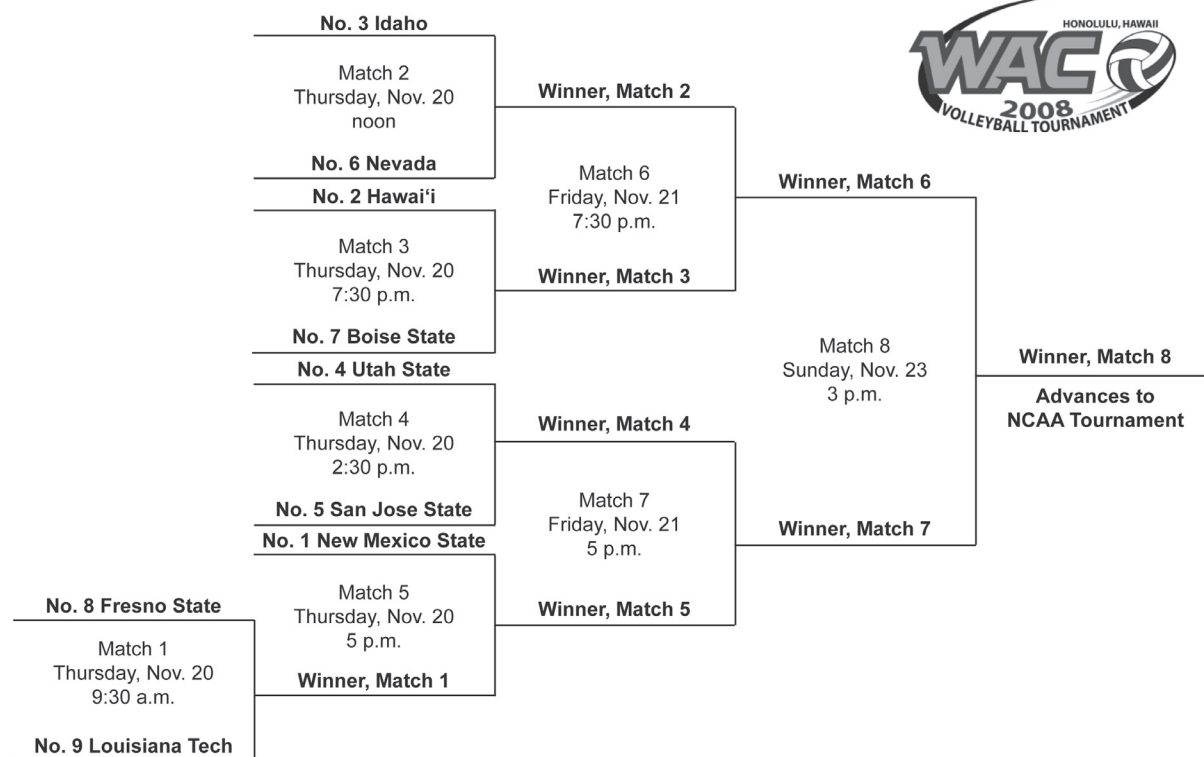 HONOLULU, HAWAII
WAC
2008
VOLLEYBALL TOURNAMENT
No. 3 Idaho
Match 2
Thursday, Nov. 20
noon
No. 6 Nevada
Winner, Match 2
No. 2 Hawai‘i
Match 3
Thursday, Nov. 20
7:30 p.m.
No. 7 Boise State
Winner, Match 3
Match 6
Friday, Nov. 21
7:30 p.m.
Winner, Match 6
No. 4 Utah State
Match 4
Thursday, Nov. 20
2:30 p.m.
No. 5 San Jose State
Winner, Match 4
No. 1 New Mexico State
Match 5
Thursday, Nov. 20
5 p.m.
Winner, Match 1
Winner, Match 5
No. 8 Fresno State
Match 1
Thursday, Nov. 20
9:30 a.m.
No. 9 Louisiana Tech
Match 7
Friday, Nov. 21
5 p.m.
Winner, Match 7
Match 8
Sunday, Nov. 23
3 p.m.
Winner, Match 8
Advances to
NCAA Tournament